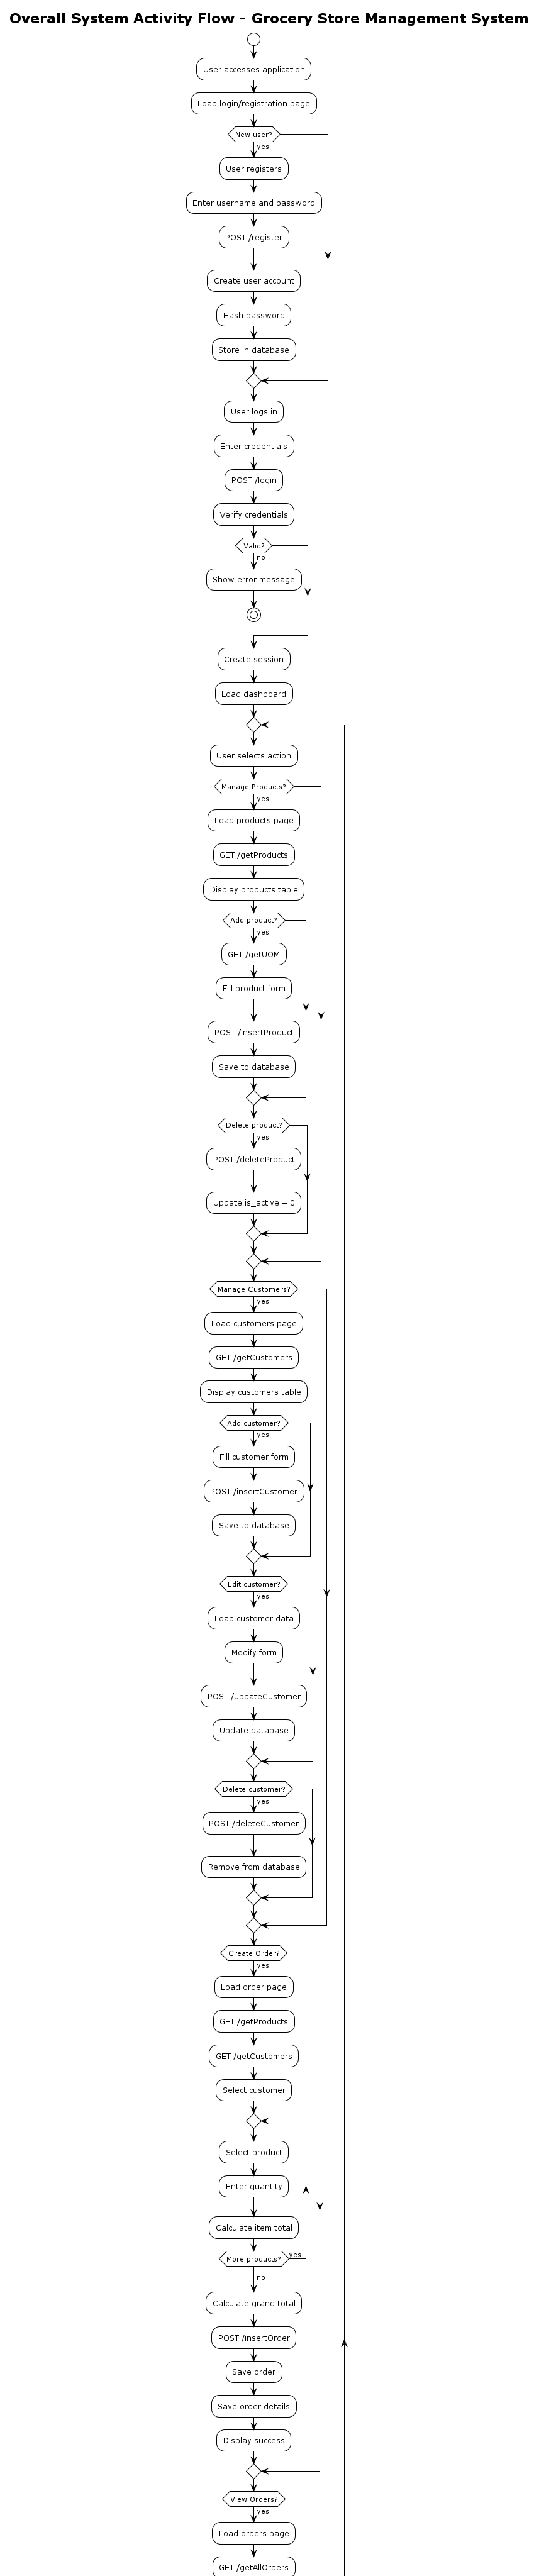 Overall System Activity Flow - Grocery Store Management System
User accesses application
Load login/registration page
New user?
yes
User registers
Enter username and password
POST /register
Create user account
Hash password
Store in database
User logs in
Enter credentials
POST /login
Verify credentials
Valid?
no
Show error message
Create session
Load dashboard
User selects action
Manage Products?
yes
Load products page
GET /getProducts
Display products table
Add product?
yes
GET /getUOM
Fill product form
POST /insertProduct
Save to database
Delete product?
yes
POST /deleteProduct
Update is_active = 0
Manage Customers?
yes
Load customers page
GET /getCustomers
Display customers table
Add customer?
yes
Fill customer form
POST /insertCustomer
Save to database
Edit customer?
yes
Load customer data
Modify form
POST /updateCustomer
Update database
Delete customer?
yes
POST /deleteCustomer
Remove from database
Create Order?
yes
Load order page
GET /getProducts
GET /getCustomers
Select customer
Select product
Enter quantity
Calculate item total
More products?
yes
no
Calculate grand total
POST /insertOrder
Save order
Save order details
Display success
View Orders?
yes
Load orders page
GET /getAllOrders